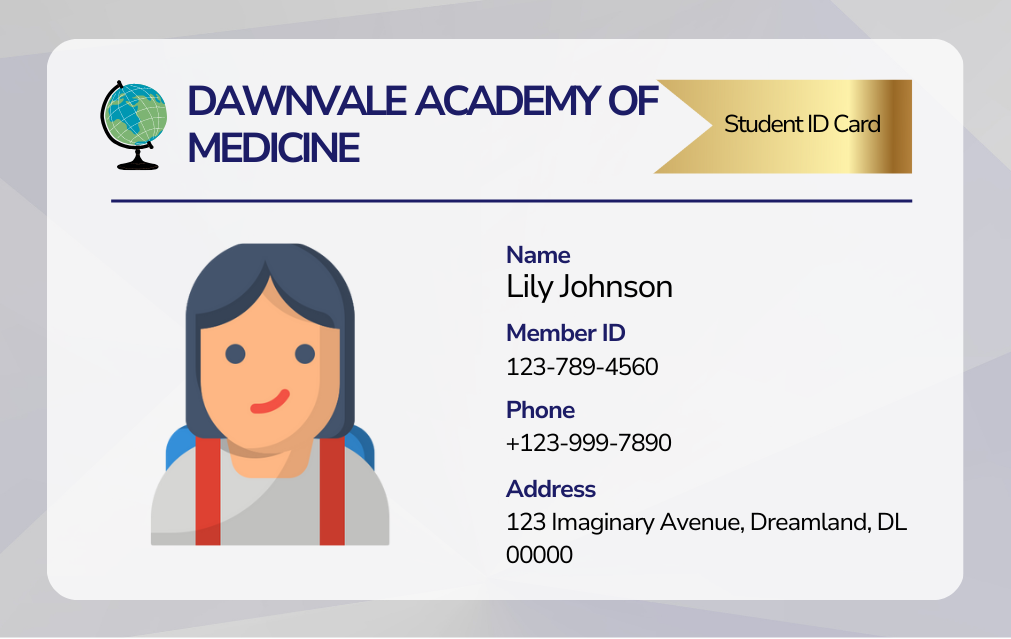 DAWNVALE ACADEMY OF
MEDICINE
Student ID Card
Name
Lily Johnson
Member ID
123-789-4560
Phone
+123-999-7890
Address
123 Imaginary Avenue, Dreamland, DL
00000